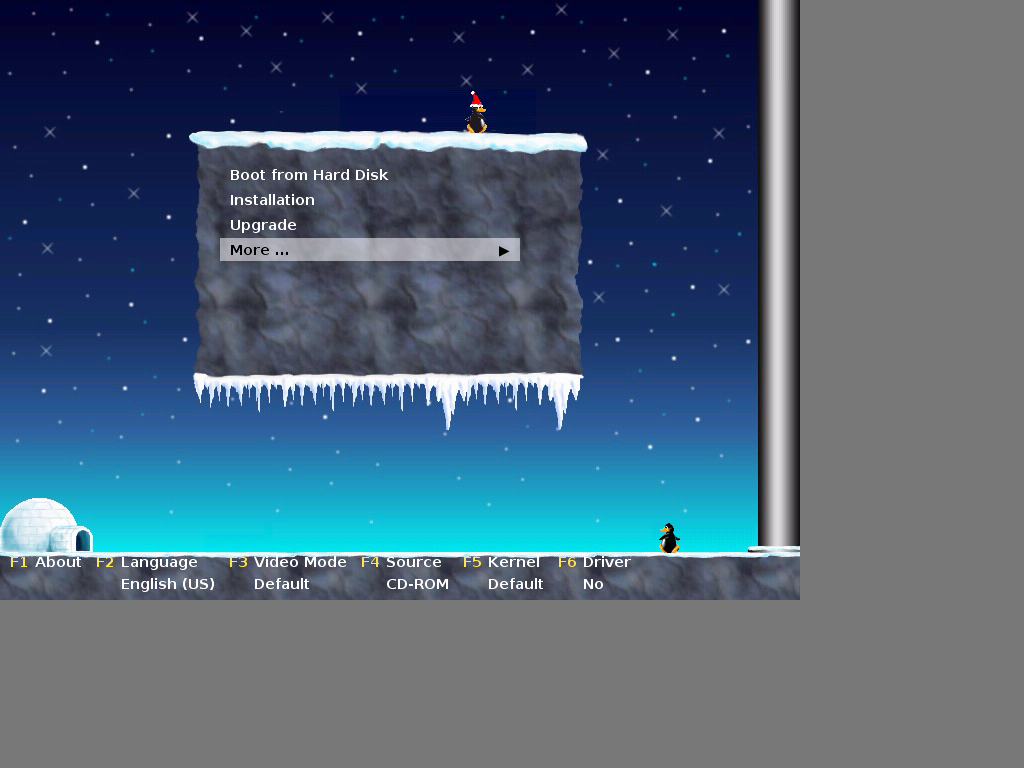 Boot from Hard Disk
Installation
Upgrade
More ...
F1 About F2 Language F3 Video Mode F4 Source F5 Kernel F6 Driver
English (US) Default CD-ROM Default No